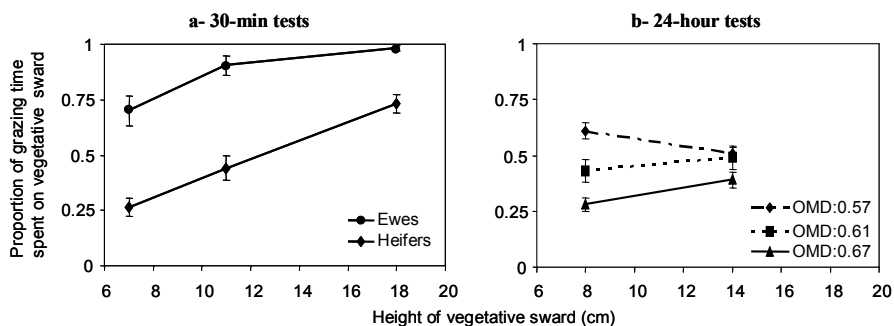 a- 30-min tests
b- 24-hour tests
Proportion of grazing time
spent on vegetative sward
1
0.75
0.5
0.25
0
6 8 10 12 14 16 18 20
Ewes
Heifers
1
0.75
0.5
0.25
0
6 8 10 12 14 16 18 20
OMD:0.57
OMD:0.61
OMD:0.67
Height of vegetative sward (cm)